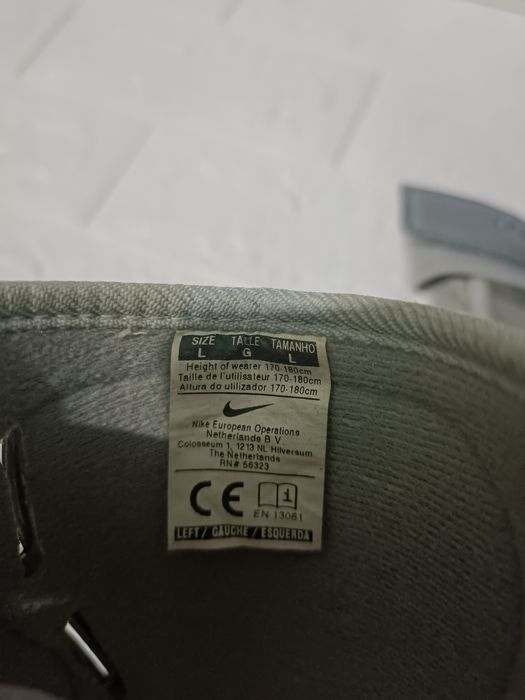 SIZE TALLE TAMANHO
L G L
Height of wearer 170-180cm
Taille de l'utilisateur 170-180cm
Altura do utilizador 170-180cm
Nike European Operations
Netherlands B V
Colosseum 1, 1213 NL Hilversum
The Netherlands
RN# 56323
CE i
EN 13061
LEFT / GAUCHE / ESQUERDA